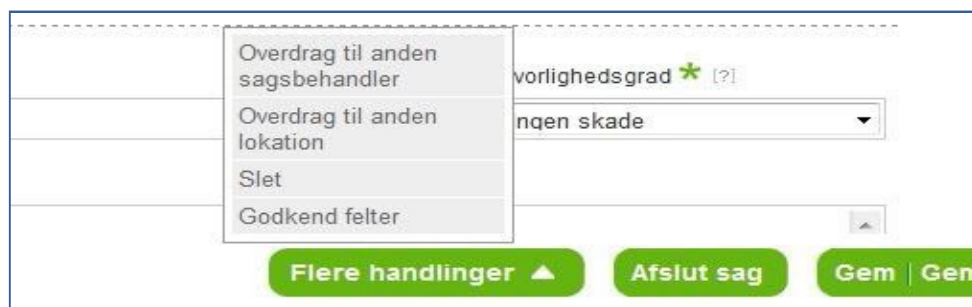 Overdrag til anden
sagsbehandler
vorlighedsgrad * [?]
Overdrag til anden
lokation
ngen skade
Slet
Godkend felter
Flere handlinger ▲
Afslut sag
Gem | Gen